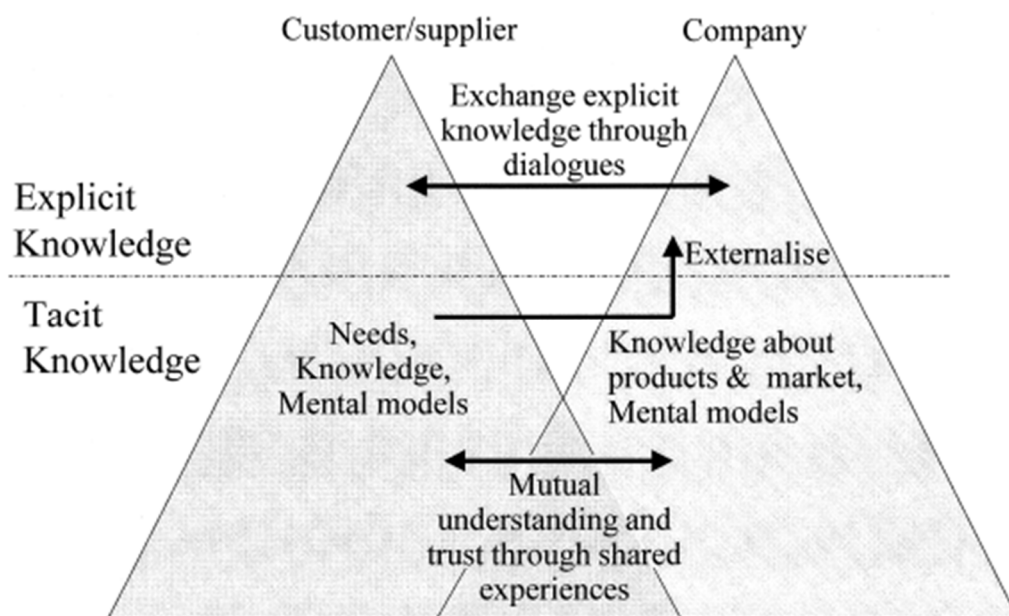 Customer/supplier
Company
Exchange explicit
knowledge through
dialogues
Explicit
Knowledge
Externalise
Tacit
Knowledge
Needs,
Knowledge,
Mental models
Knowledge about
products & market,
Mental models
Mutual
understanding and
trust through shared
experiences